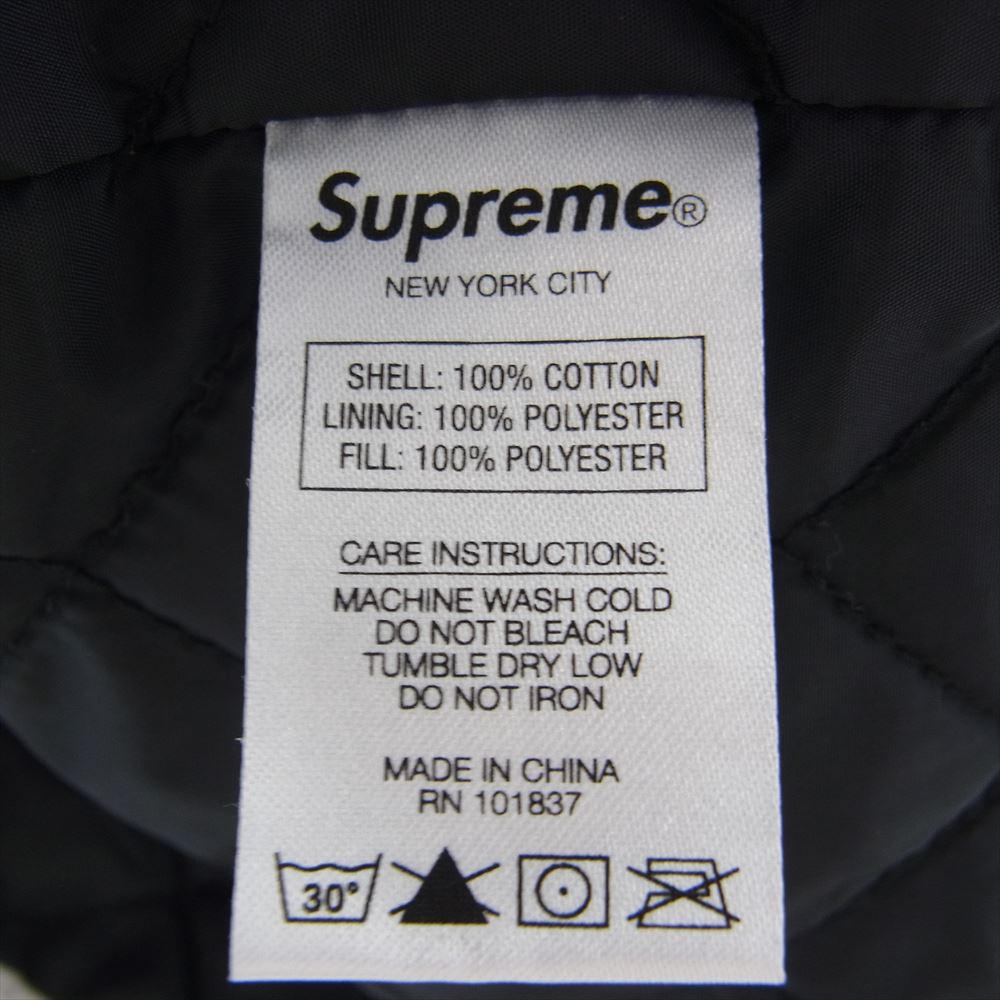 Supreme®
NEW YORK CITY
SHELL: 100% COTTON
LINING: 100% POLYESTER
FILL: 100% POLYESTER
CARE INSTRUCTIONS:
MACHINE WASH COLD
DO NOT BLEACH
TUMBLE DRY LOW
DO NOT IRON
MADE IN CHINA
RN 101837
30°